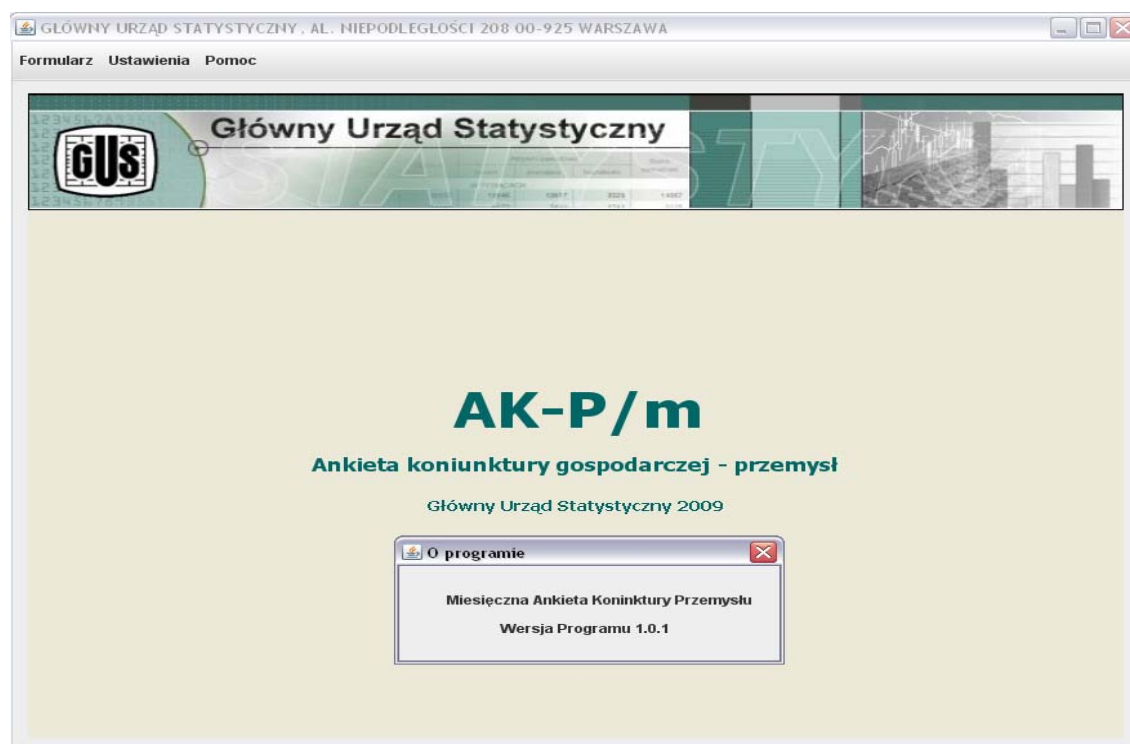 GŁÓWNY URZĄD STATYSTYCZNY , AL. NIEPODLEGŁOŚCI 208 00-925 WARSZAWA
Formularz Ustawienia Pomoc
GUS
Główny Urząd Statystyczny
STATYSTY
AK-P/m
Ankieta koniunktury gospodarczej - przemysł
Główny Urząd Statystyczny 2009
O programie
Miesięczna Ankieta Koninktury Przemysłu
Wersja Programu 1.0.1